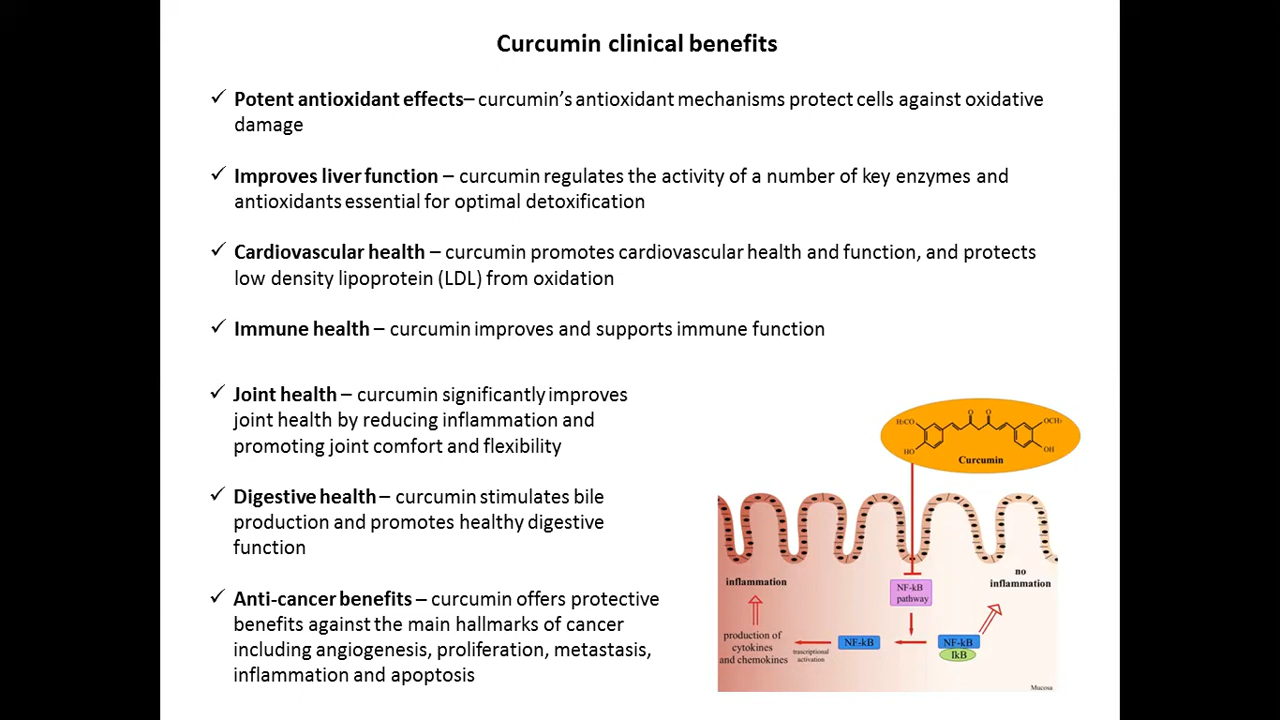 Curcumin clinical benefits
✓ Potent antioxidant effects– curcumin’s antioxidant mechanisms protect cells against oxidative
damage
✓ Improves liver function – curcumin regulates the activity of a number of key enzymes and
antioxidants essential for optimal detoxification
✓ Cardiovascular health – curcumin promotes cardiovascular health and function, and protects
low density lipoprotein (LDL) from oxidation
✓ Immune health – curcumin improves and supports immune function
✓ Joint health – curcumin significantly improves
joint health by reducing inflammation and
promoting joint comfort and flexibility
✓ Digestive health – curcumin stimulates bile
production and promotes healthy digestive
function
✓ Anti-cancer benefits – curcumin offers protective
benefits against the main hallmarks of cancer
including angiogenesis, proliferation, metastasis,
inflammation and apoptosis
O O
H₃CO OCH₃
HO OH
Curcumin
inflammation
no
inflammation
NF-kB
pathway
production of
cytokines
and chemokines
trascriptional
activation
NF-kB
NF-kB
IkB
Mucosa